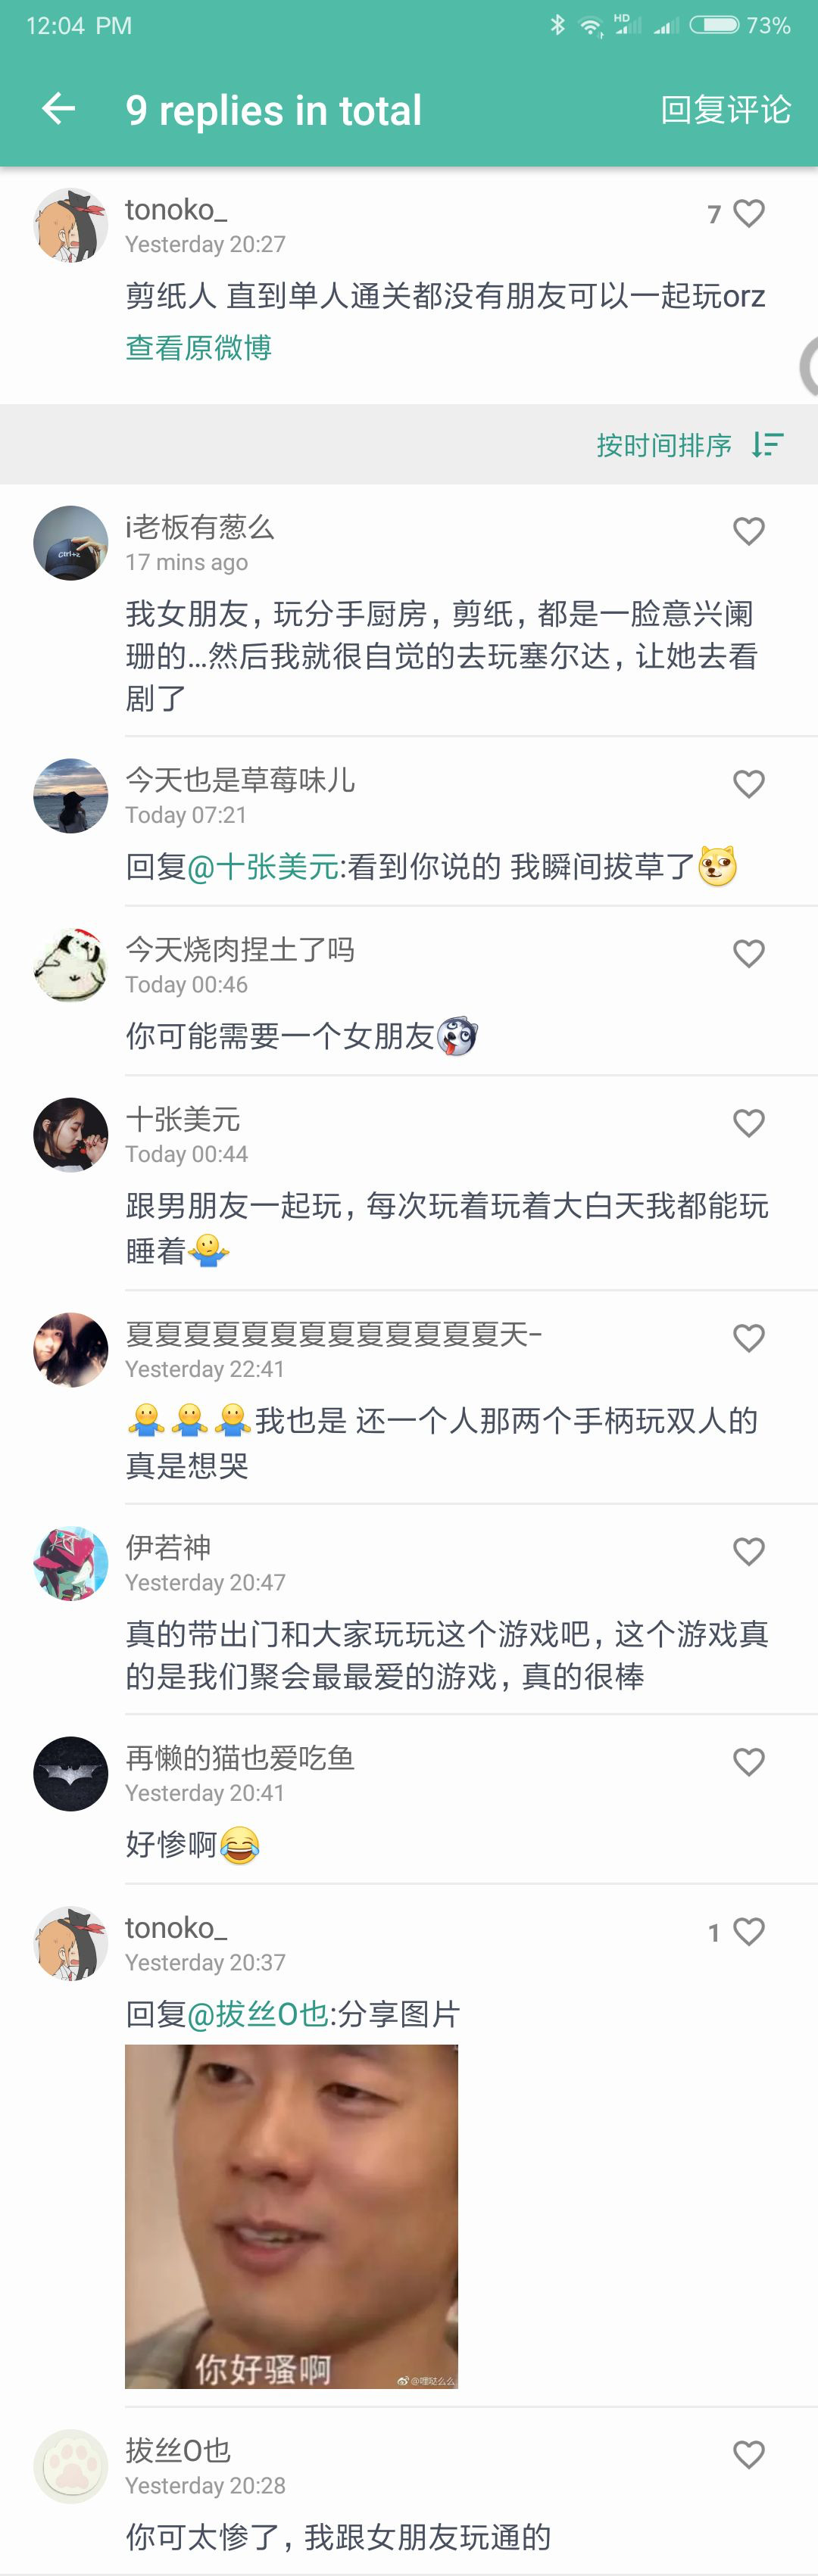 12:04 PM
HD
73%
9 replies in total
回复评论
tonoko_
7
Yesterday 20:27
剪纸人 直到单人通关都没有朋友可以一起玩orz
查看原微博
按时间排序
i老板有葱么
17 mins ago
我女朋友，玩分手厨房，剪纸，都是一脸意兴阑
珊的...然后我就很自觉的去玩塞尔达，让她去看
剧了
今天也是草莓味儿
Today 07:21
回复@十张美元:看到你说的 我瞬间拔草了
今天烧肉捏土了吗
Today 00:46
你可能需要一个女朋友
十张美元
Today 00:44
跟男朋友一起玩，每次玩着玩着大白天我都能玩
睡着🤷
夏夏夏夏夏夏夏夏夏夏夏夏夏天-
Yesterday 22:41
🤷🤷🤷我也是 还一个人那两个手柄玩双人的
真是想哭
伊若神
Yesterday 20:47
真的带出门和大家玩玩这个游戏吧，这个游戏真
的是我们聚会最最爱的游戏，真的很棒
再懒的猫也爱吃鱼
Yesterday 20:41
好惨啊😂
tonoko_
1
Yesterday 20:37
回复@拔丝O也:分享图片
你好骚啊
@嘿哒么么
拔丝O也
Yesterday 20:28
你可太惨了，我跟女朋友玩通的
Ctrl+z